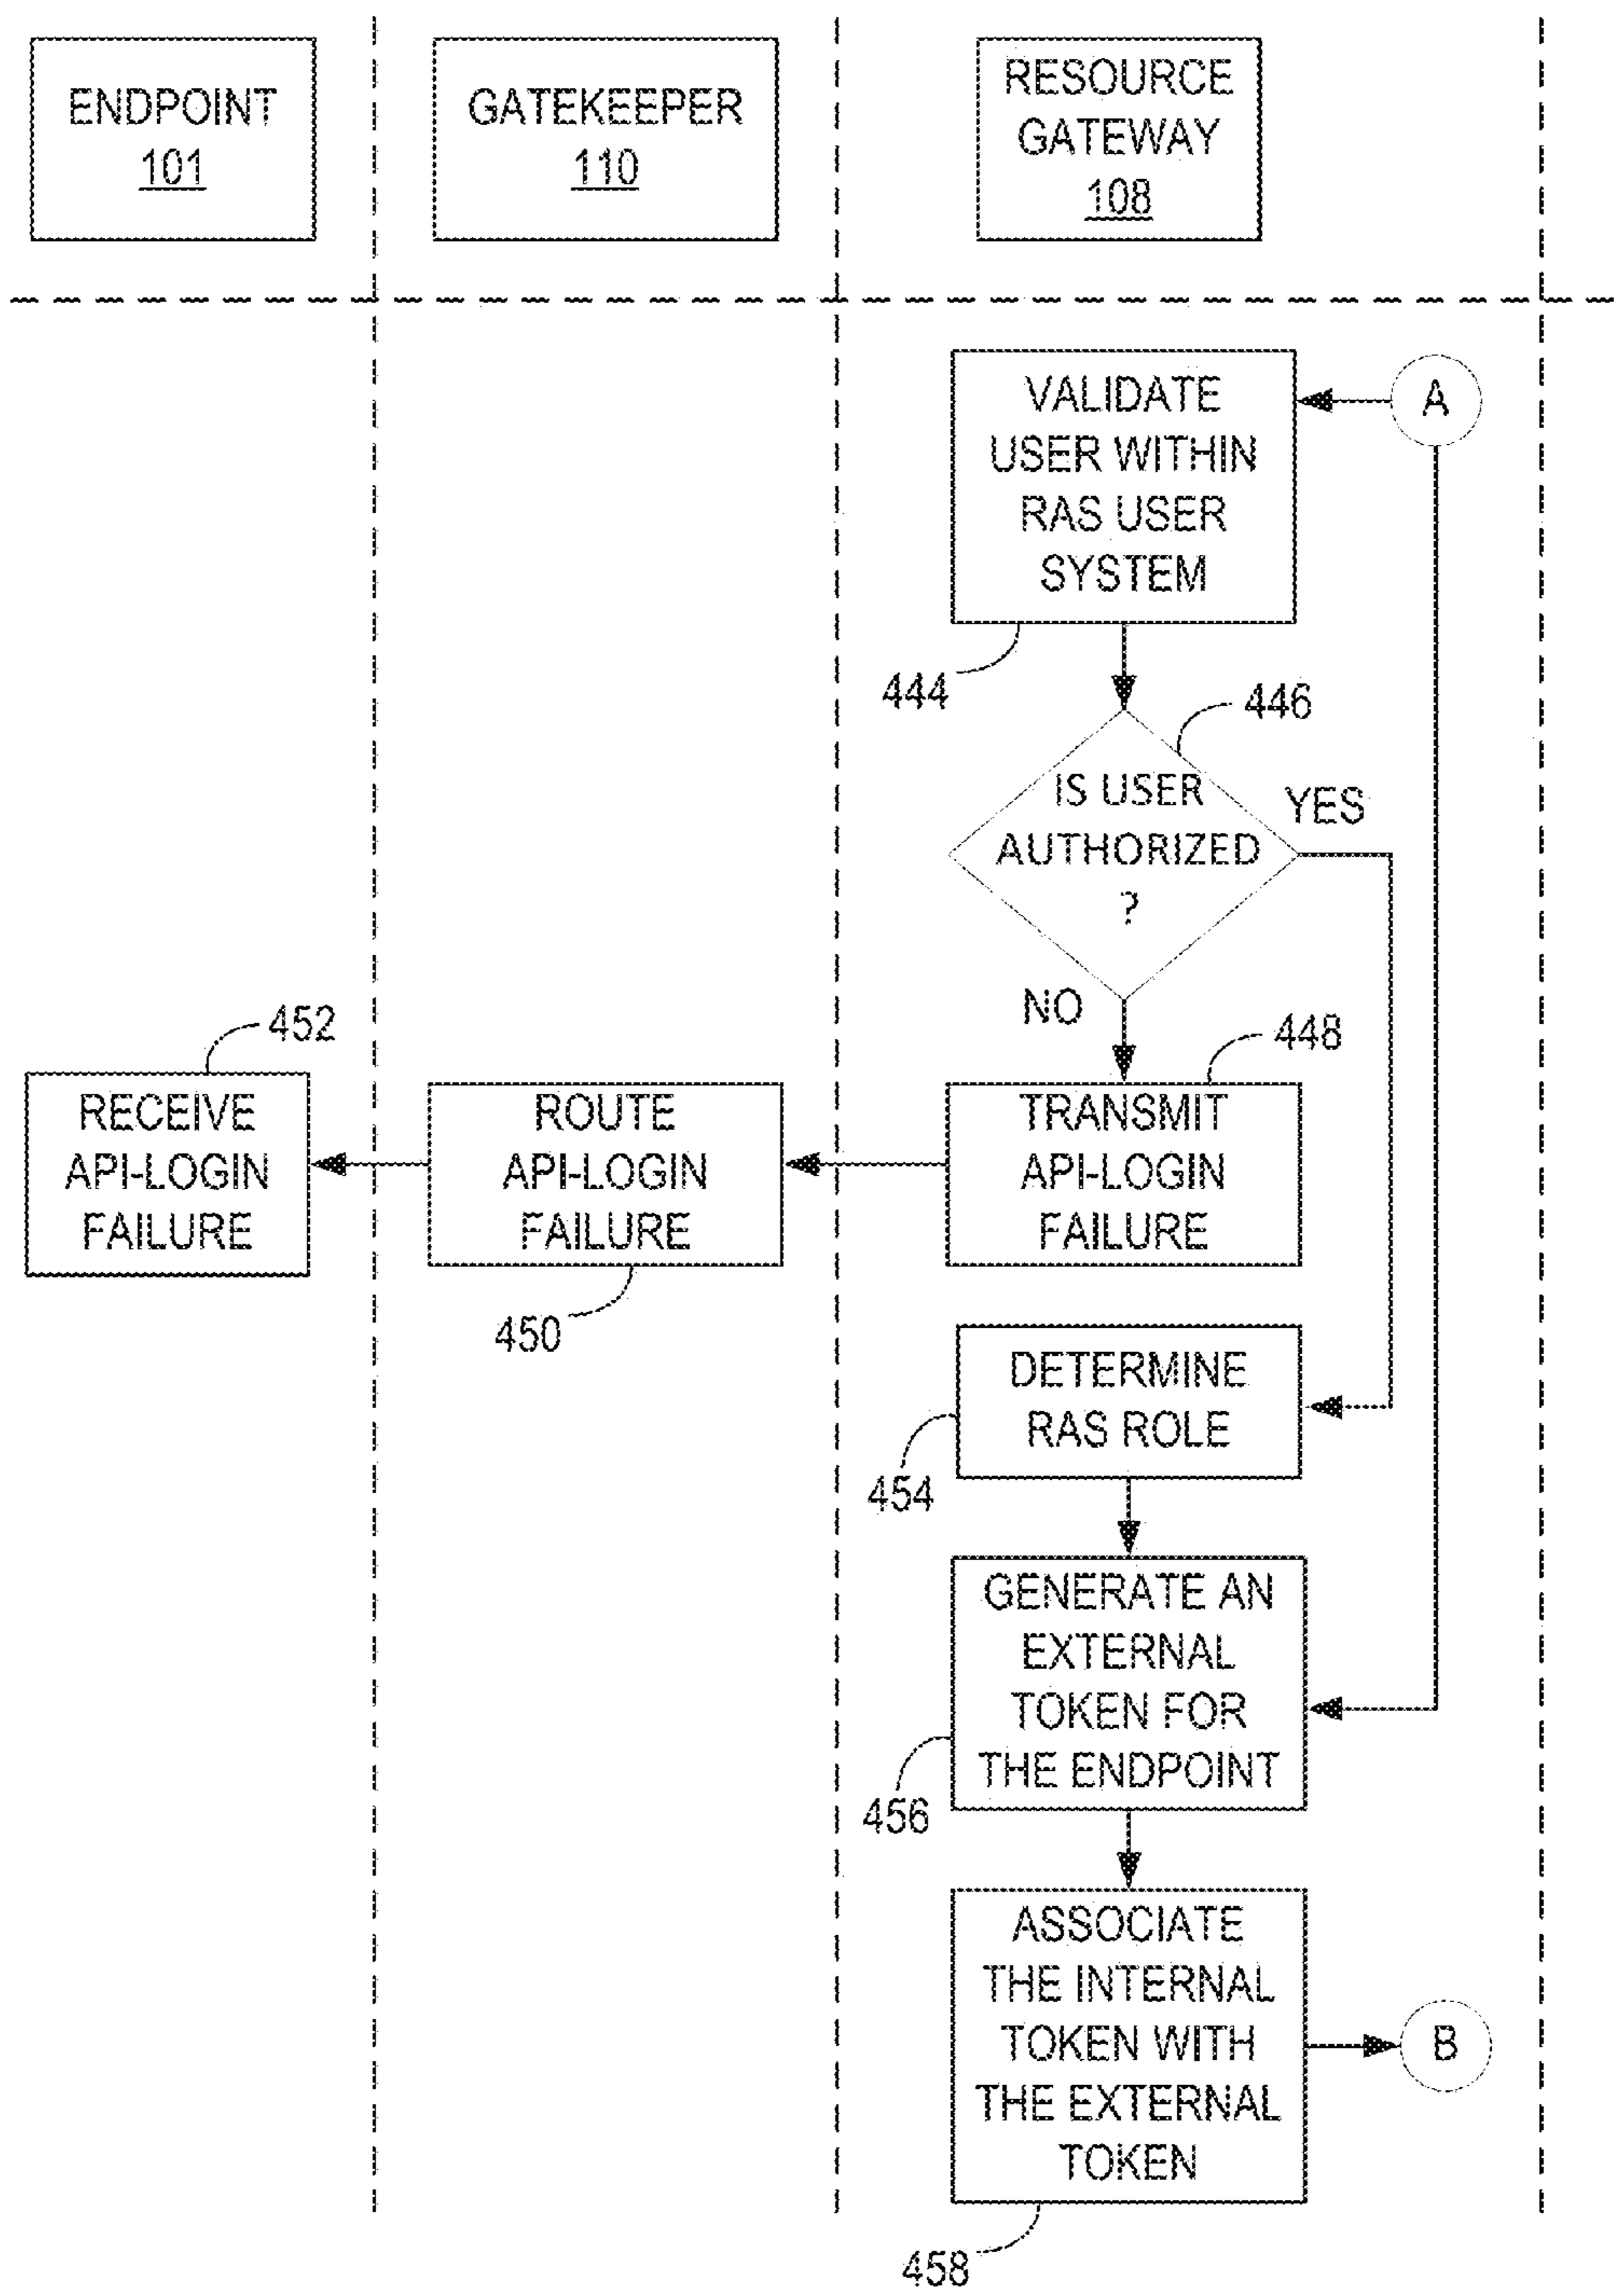 ENDPOINT
101
GATEKEEPER
110
RESOURCE
GATEWAY
108
VALIDATE
USER WITHIN
RAS USER
SYSTEM
A
444
446
IS USER
AUTHORIZED
?
YES
NO
452
448
RECEIVE
API-LOGIN
FAILURE
ROUTE
API-LOGIN
FAILURE
TRANSMIT
API-LOGIN
FAILURE
450
DETERMINE
RAS ROLE
454
GENERATE AN
EXTERNAL
TOKEN FOR
THE ENDPOINT
456
ASSOCIATE
THE INTERNAL
TOKEN WITH
THE EXTERNAL
TOKEN
B
458